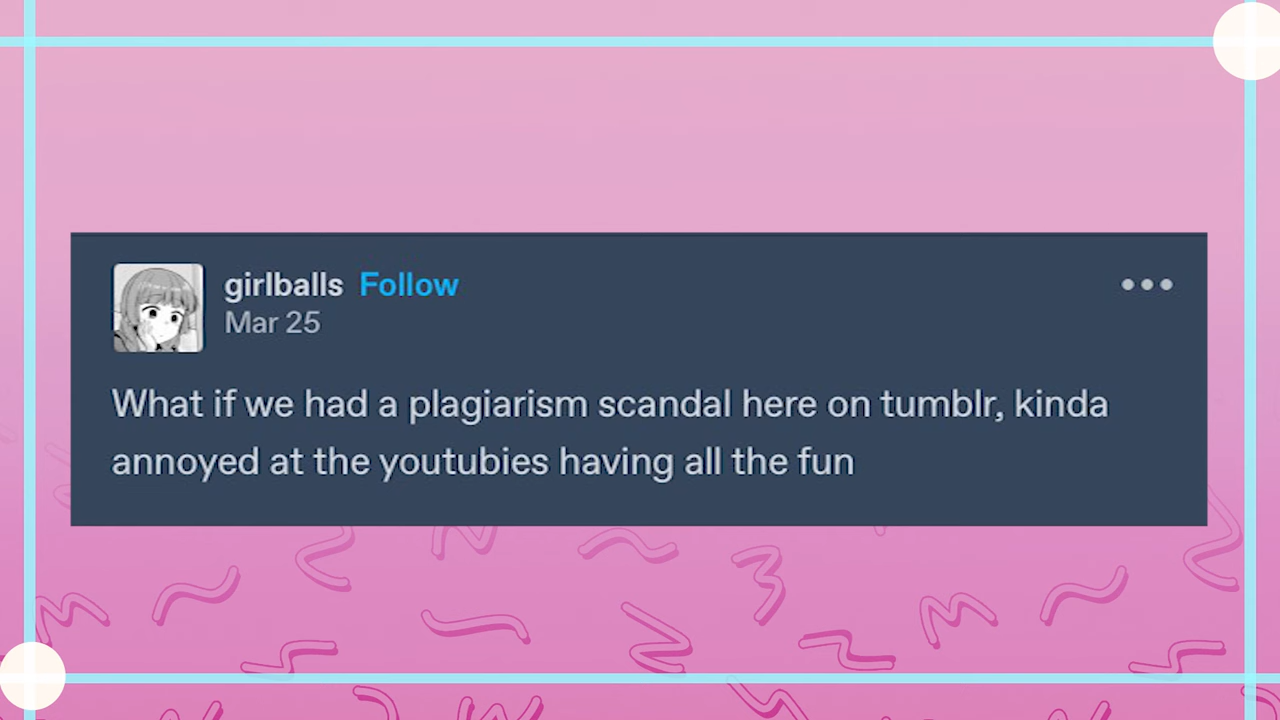 girlballs Follow
Mar 25
What if we had a plagiarism scandal here on tumblr, kinda
annoyed at the youtubies having all the fun